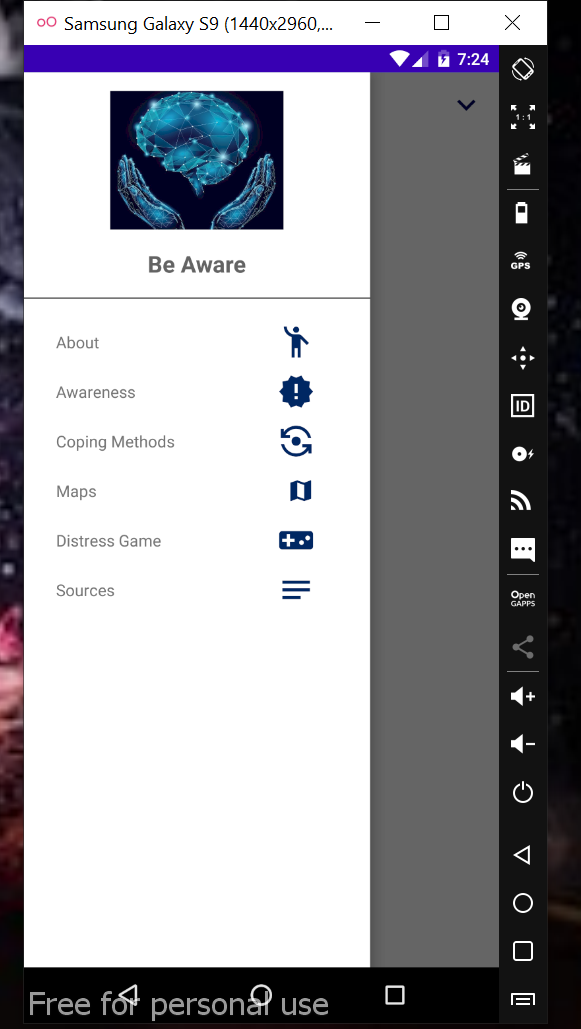 Samsung Galaxy S9 (1440x2960,...
7:24
1:1
Be Aware
GPS
About
Awareness
ID
Coping Methods
Maps
Distress Game
Sources
Open
GAPPS
Free for personal use